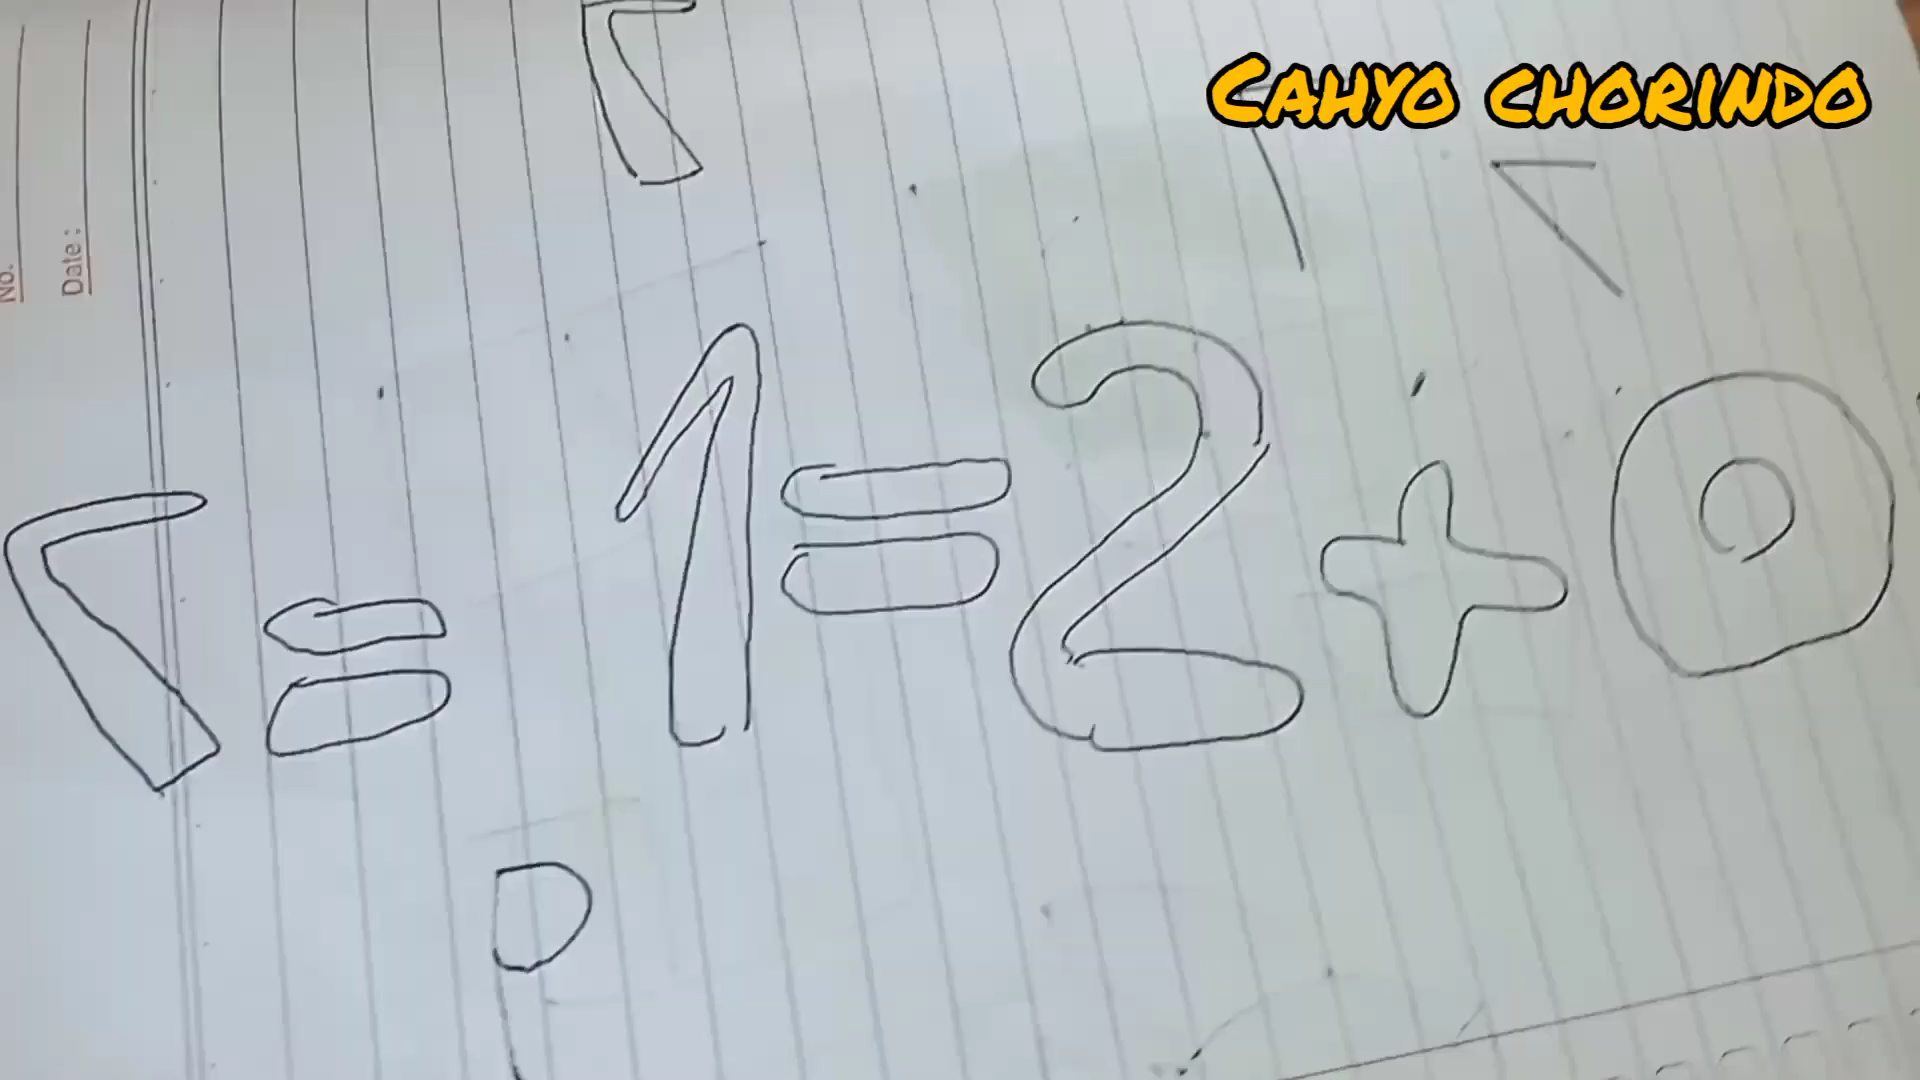 CAHYO CHORINDO
No.
Date :
= 1 = 2 + 0